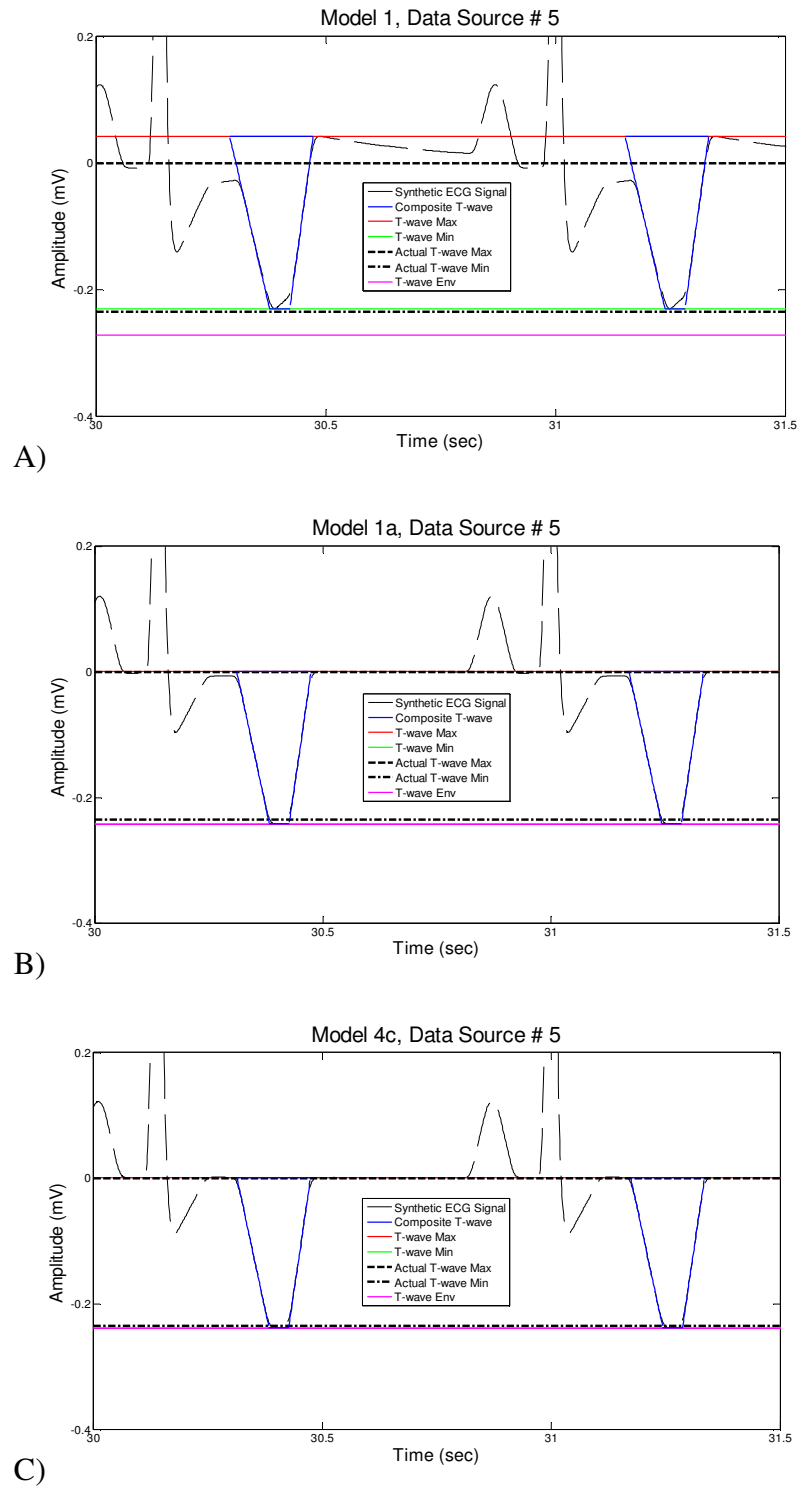 Model 1, Data Source # 5
0.2
0
-0.2
-0.4
Amplitude (mV)
Synthetic ECG Signal
Composite T-wave
T-wave Max
T-wave Min
Actual T-wave Max
Actual T-wave Min
T-wave Env
30
30.5
31
31.5
Time (sec)
A)
Model 1a, Data Source # 5
0.2
0
-0.2
-0.4
Amplitude (mV)
Synthetic ECG Signal
Composite T-wave
T-wave Max
T-wave Min
Actual T-wave Max
Actual T-wave Min
T-wave Env
30
30.5
31
31.5
Time (sec)
B)
Model 4c, Data Source # 5
0.2
0
-0.2
-0.4
Amplitude (mV)
Synthetic ECG Signal
Composite T-wave
T-wave Max
T-wave Min
Actual T-wave Max
Actual T-wave Min
T-wave Env
30
30.5
31
31.5
Time (sec)
C)